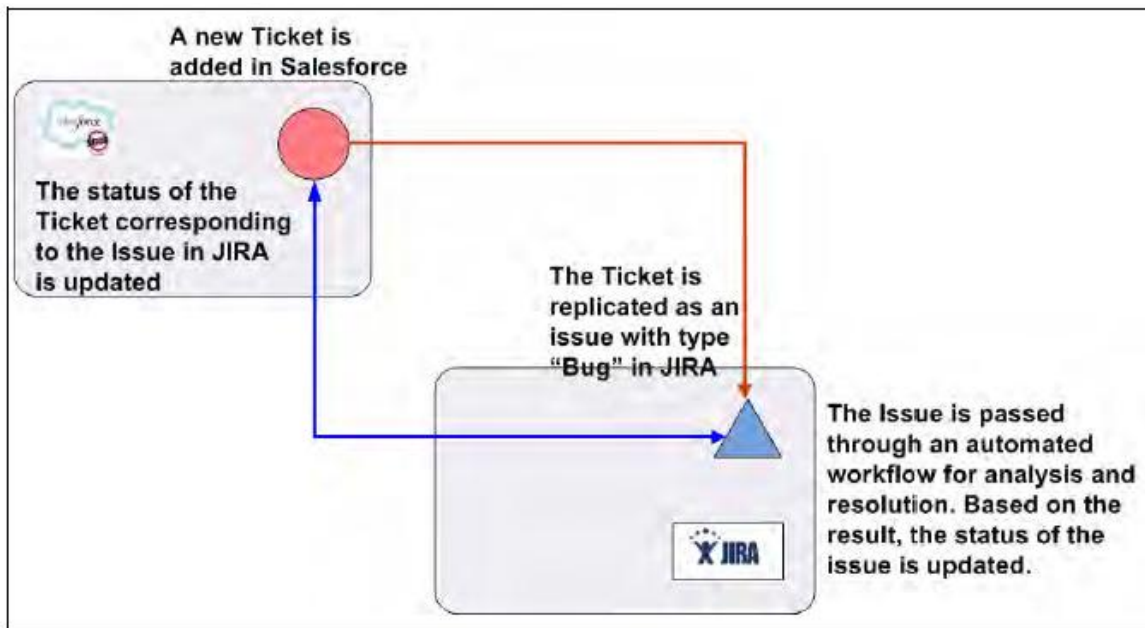 A new Ticket is
added in Salesforce
The status of the
Ticket corresponding
to the Issue in JIRA
is updated
The Ticket is
replicated as an
issue with type
“Bug” in JIRA
The Issue is passed
through an automated
workflow for analysis and
resolution. Based on the
result, the status of the
issue is updated.
JIRA